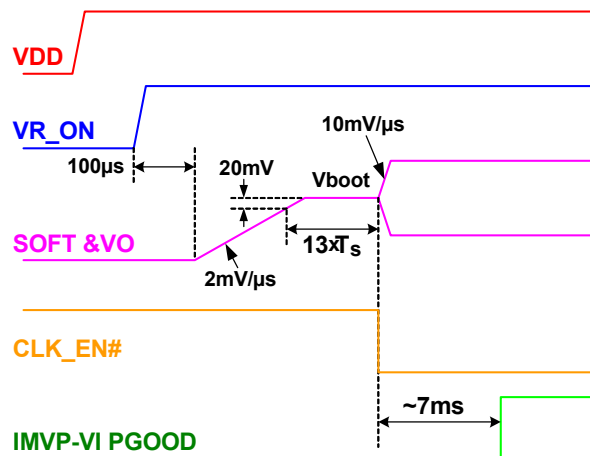 VDD
VR_ON
10mV/µs
100µs
20mV
Vboot
SOFT &VO
13xTs
2mV/µs
CLK_EN#
~7ms
IMVP-VI PGOOD